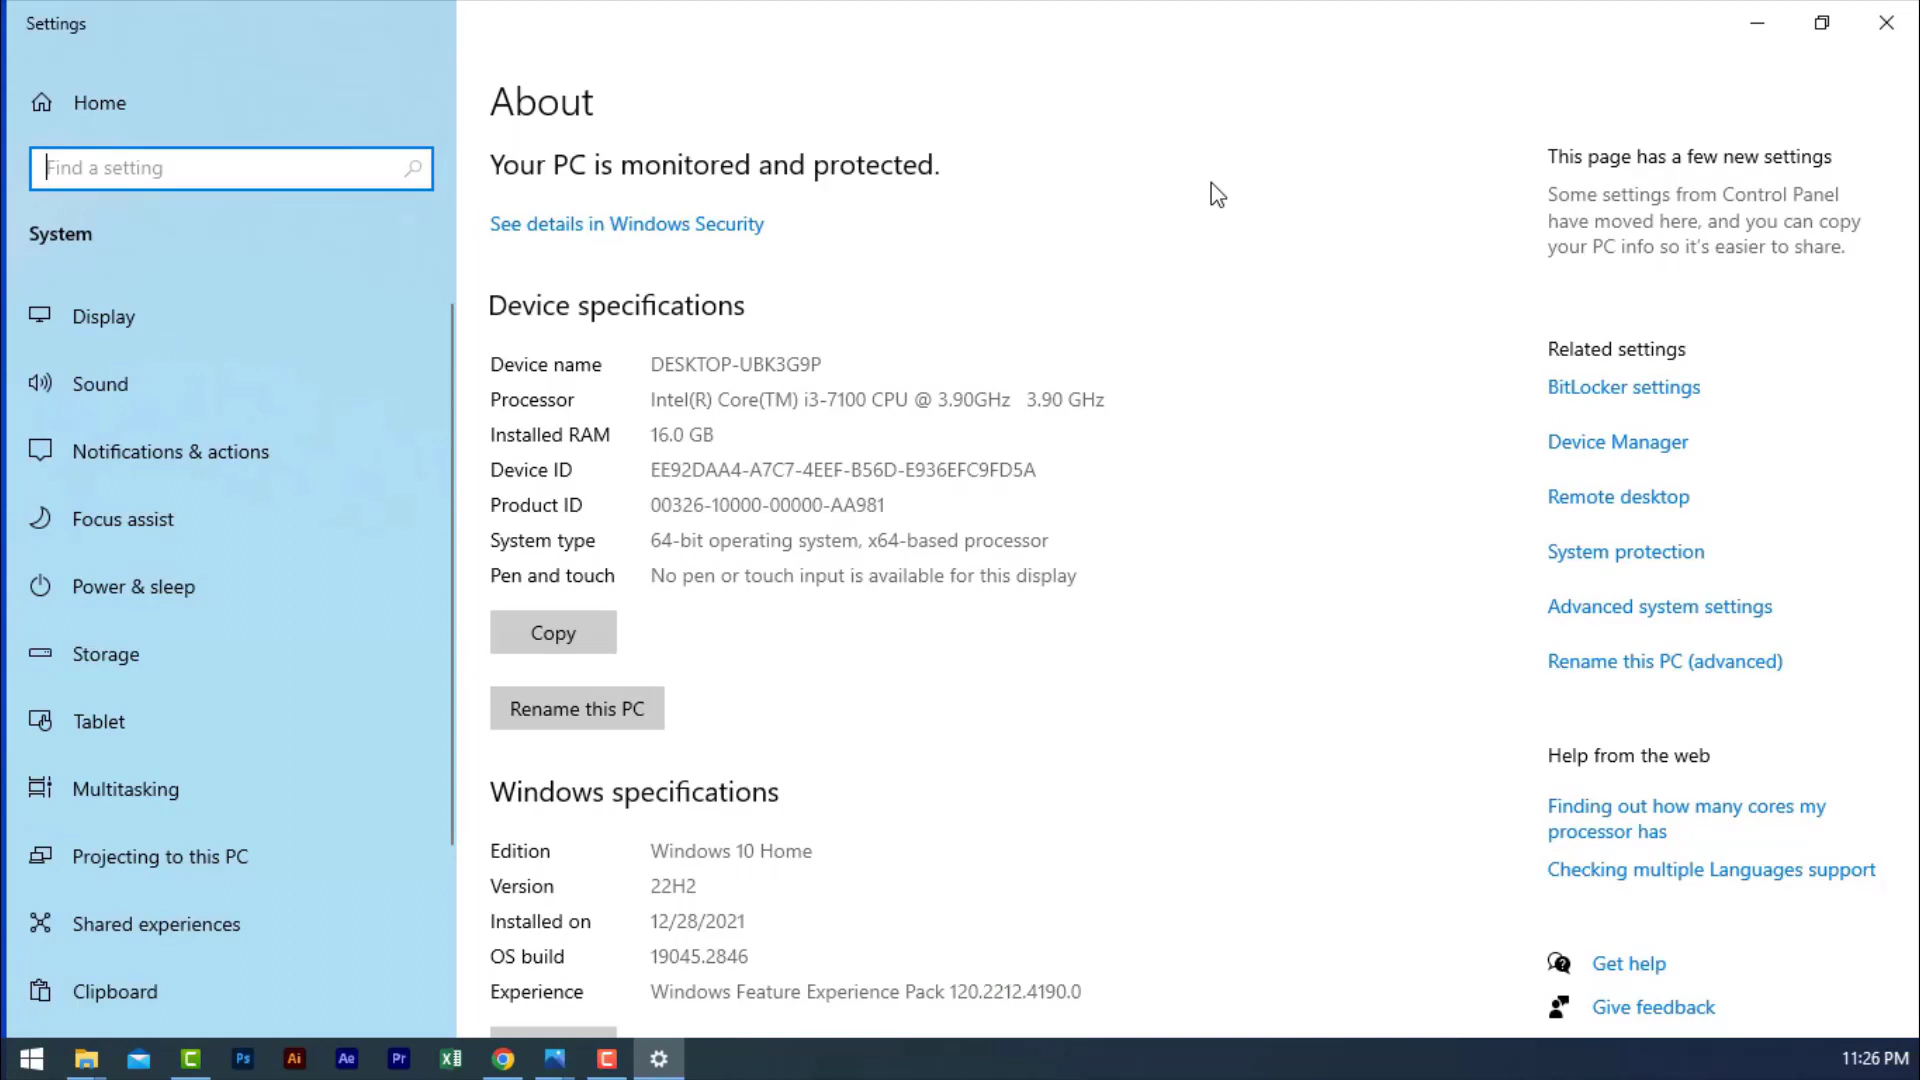 Settings
Home
Find a setting
System
Display
Sound
Notifications & actions
Focus assist
Power & sleep
Storage
Tablet
Multitasking
Projecting to this PC
Shared experiences
Clipboard
About
Your PC is monitored and protected.
See details in Windows Security
Device specifications
Device name DESKTOP-UBK3G9P
Processor Intel(R) Core(TM) i3-7100 CPU @ 3.90GHz 3.90 GHz
Installed RAM 16.0 GB
Device ID EE92DAA4-A7C7-4EEF-B56D-E936EFC9FD5A
Product ID 00326-10000-00000-AA981
System type 64-bit operating system, x64-based processor
Pen and touch No pen or touch input is available for this display
Copy
Rename this PC
Windows specifications
Edition Windows 10 Home
Version 22H2
Installed on 12/28/2021
OS build 19045.2846
Experience Windows Feature Experience Pack 120.2212.4190.0
This page has a few new settings
Some settings from Control Panel
have moved here, and you can copy
your PC info so it's easier to share.
Related settings
BitLocker settings
Device Manager
Remote desktop
System protection
Advanced system settings
Rename this PC (advanced)
Help from the web
Finding out how many cores my
processor has
Checking multiple Languages support
Get help
Give feedback
C Ps Ai Ae Pr X C
11:26 PM